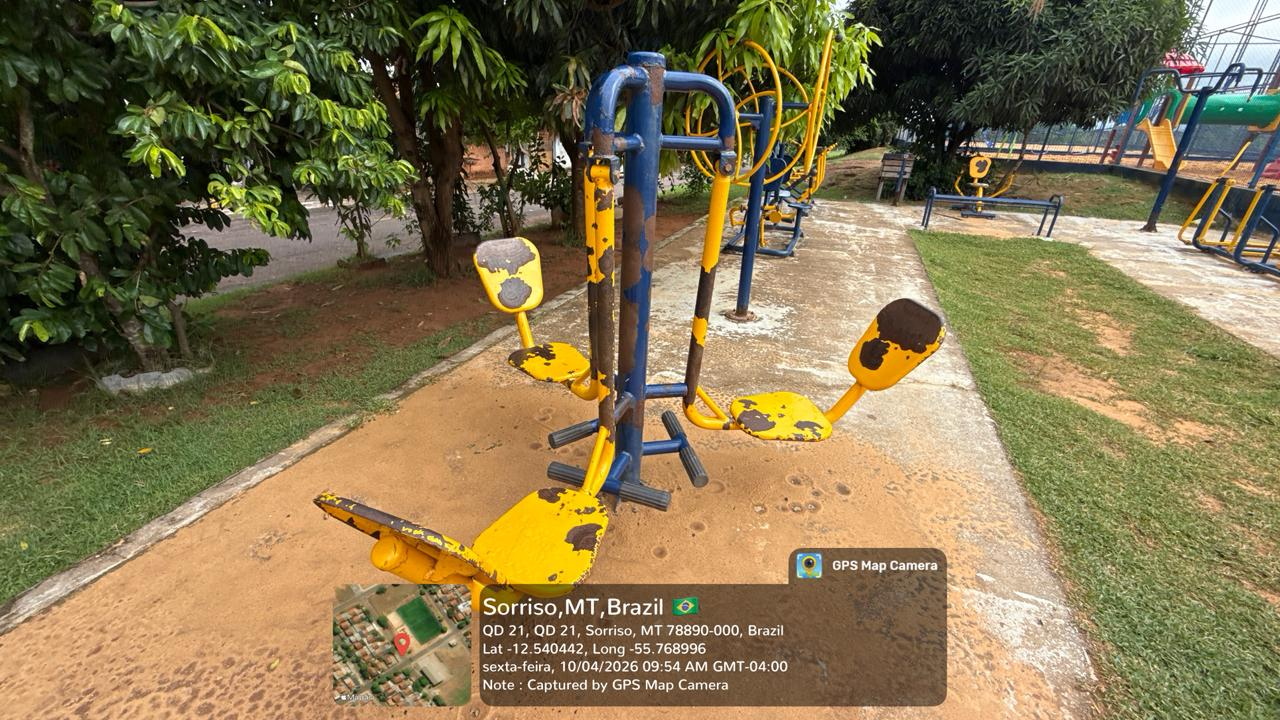 GPS Map Camera
Sorriso,MT,Brazil
QD 21, QD 21, Sorriso, MT 78890-000, Brazil
Lat -12.540442, Long -55.768996
sexta-feira, 10/04/2026 09:54 AM GMT-04:00
Note : Captured by GPS Map Camera